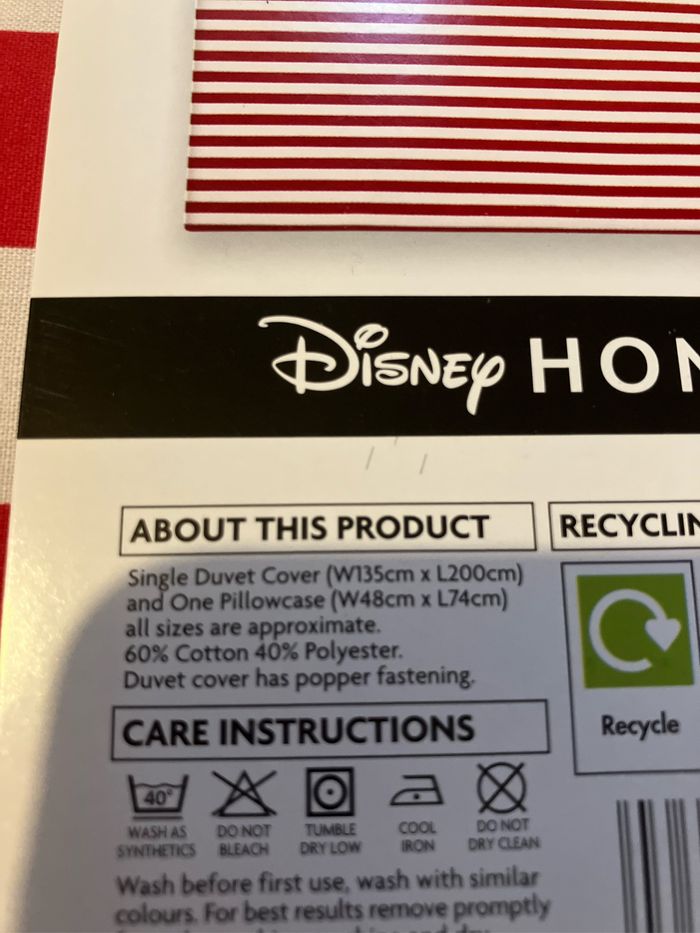 Disney HOM
ABOUT THIS PRODUCT
Single Duvet Cover (W135cm x L200cm)
and One Pillowcase (W48cm x L74cm)
all sizes are approximate.
60% Cotton 40% Polyester.
Duvet cover has popper fastening.
RECYCLIN
Recycle
CARE INSTRUCTIONS
40°
WASH AS
SYNTHETICS
DO NOT
BLEACH
TUMBLE
DRY LOW
COOL
IRON
DO NOT
DRY CLEAN
Wash before first use, wash with similar
colours. For best results remove promptly